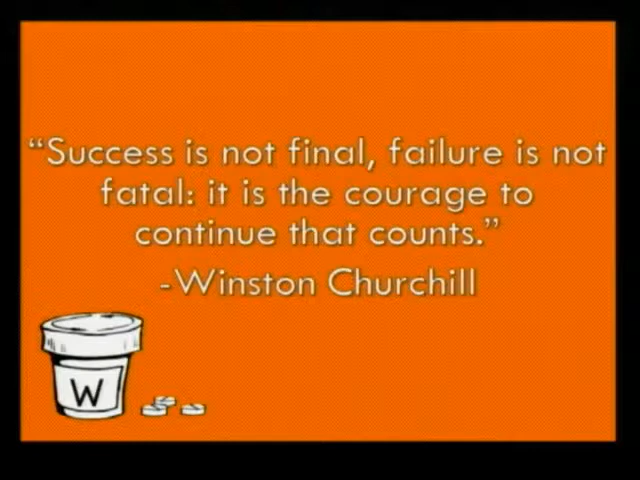 “Success is not final, failure is not
fatal: it is the courage to
continue that counts.”
-Winston Churchill
W